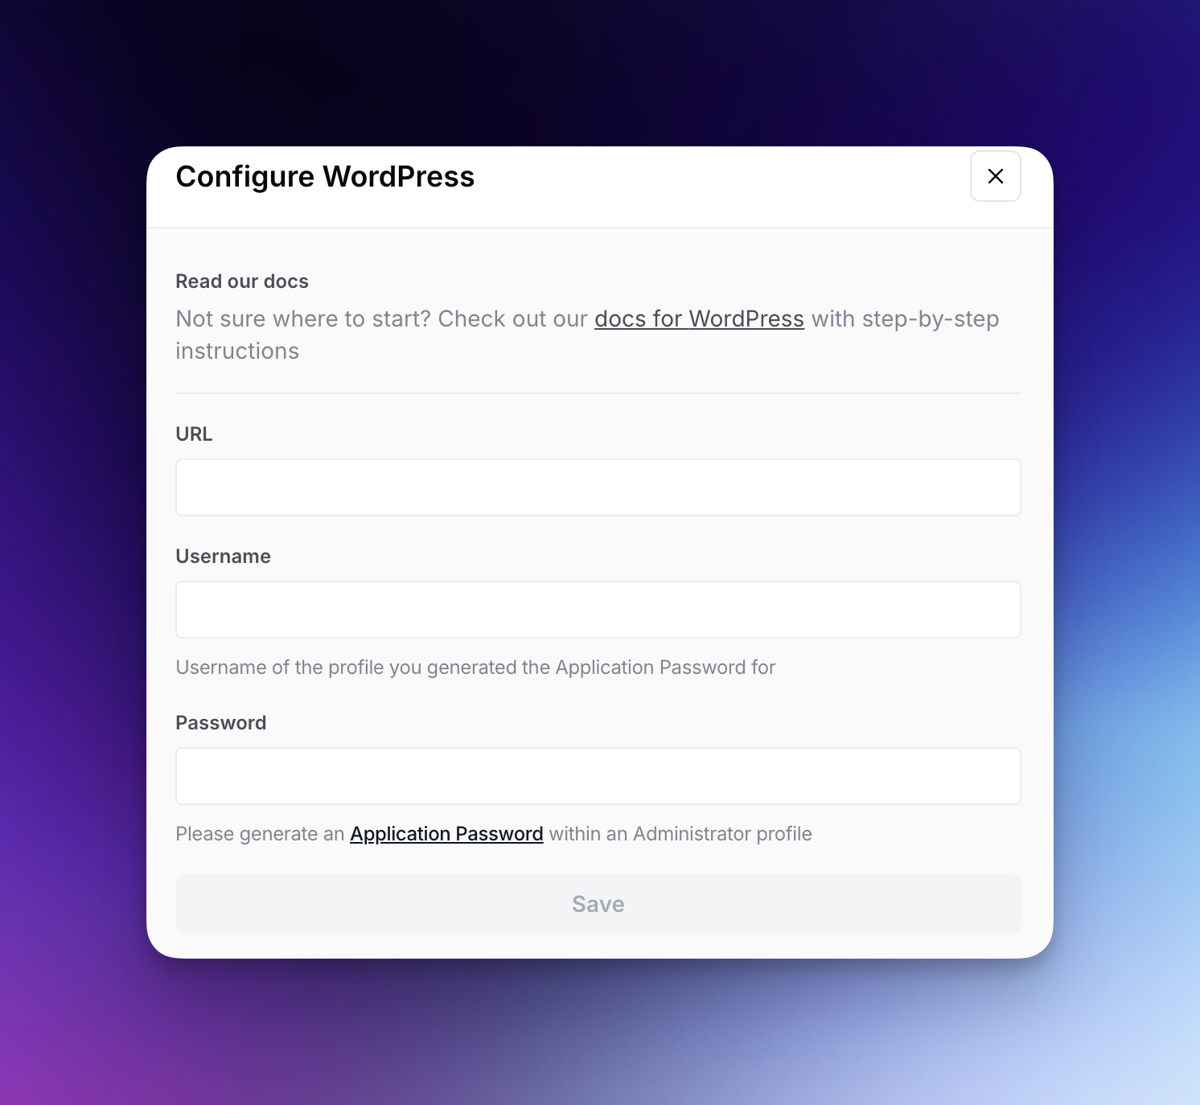 Configure WordPress
Read our docs
Not sure where to start? Check out our docs for WordPress with step-by-step
instructions
URL
Username
Username of the profile you generated the Application Password for
Password
Please generate an Application Password within an Administrator profile
Save